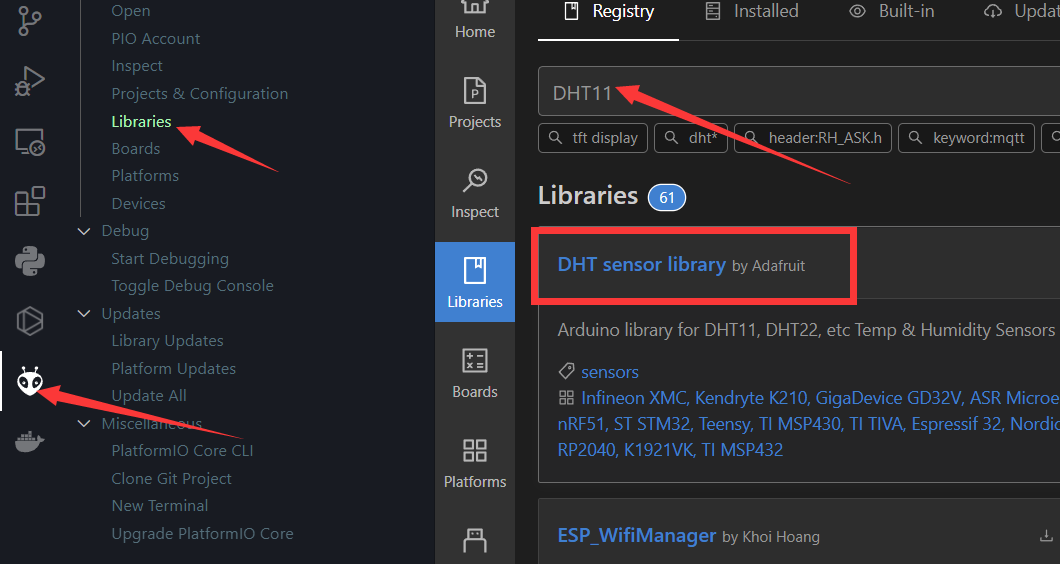 Open
PIO Account
Inspect
Projects & Configuration
Libraries
Boards
Platforms
Devices
Debug
Start Debugging
Toggle Debug Console
Updates
Library Updates
Platform Updates
Update All
Miscellaneous
PlatformIO Core CLI
Clone Git Project
New Terminal
Upgrade PlatformIO Core
Home
Projects
Inspect
Libraries
Boards
Platforms
Registry Installed Built-in Updat
DHT11
tft display dht* header:RH_ASK.h keyword:mqtt
Libraries 61
DHT sensor library by Adafruit
Arduino library for DHT11, DHT22, etc Temp & Humidity Sensors
sensors
Infineon XMC, Kendryte K210, GigaDevice GD32V, ASR Microe
nRF51, ST STM32, Teensy, TI MSP430, TI TIVA, Espressif 32, Nordic
RP2040, K1921VK, TI MSP432
ESP_WifiManager by Khoi Hoang